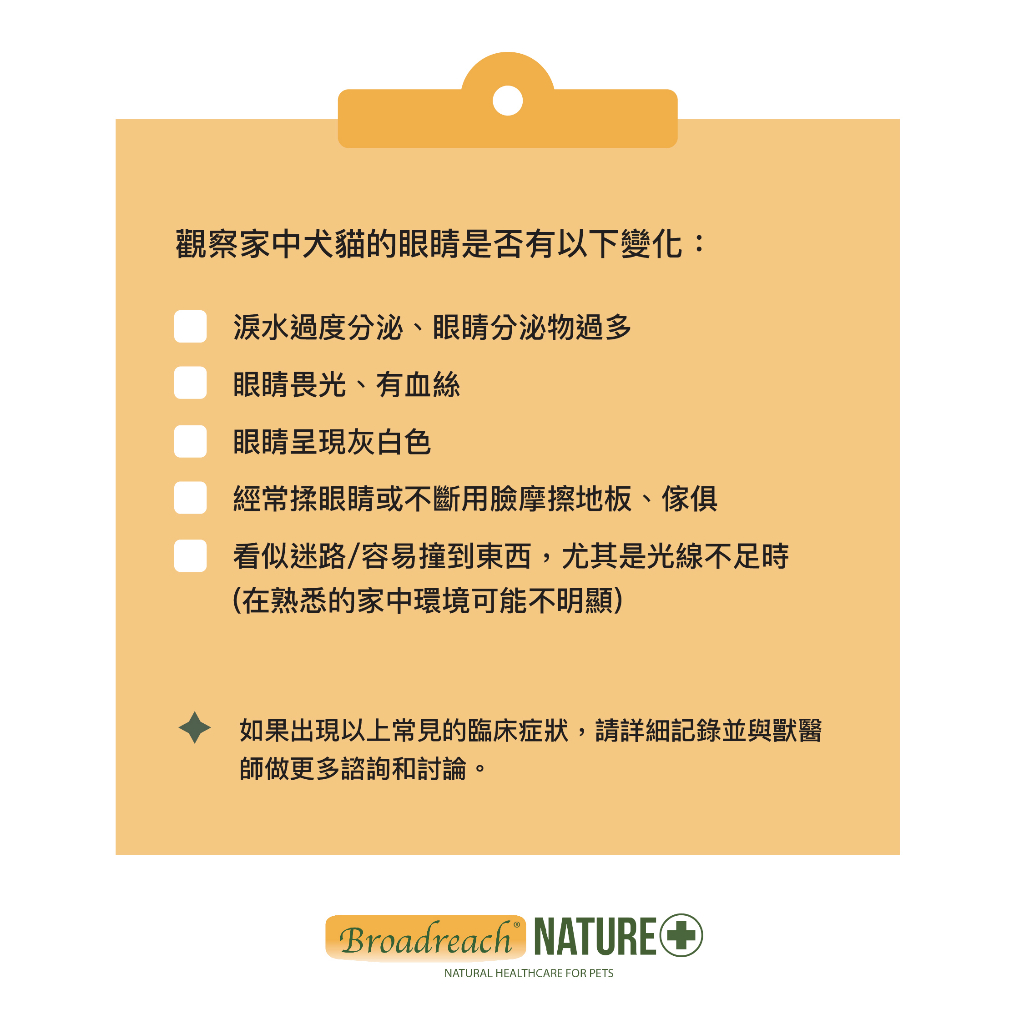 觀察家中犬貓的眼睛是否有以下變化：
淚水過度分泌、眼睛分泌物過多
眼睛畏光、有血絲
眼睛呈現灰白色
經常揉眼睛或不斷用臉摩擦地板、傢俱
看似迷路/容易撞到東西，尤其是光線不足時
(在熟悉的家中環境可能不明顯)
如果出現以上常見的臨床症狀，請詳細記錄並與獸醫
師做更多諮詢和討論。
Broadreach® NATURE+
NATURAL HEALTHCARE FOR PETS